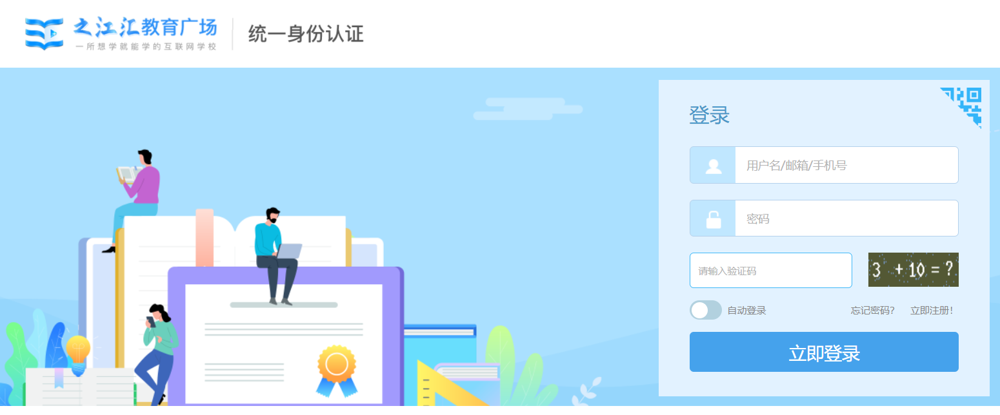 之江汇教育广场
一所想学就能学的互联网学校
统一身份认证
登录
用户名/邮箱/手机号
密码
请输入验证码
3 + 10 = ?
自动登录
忘记密码?
立即注册!
立即登录